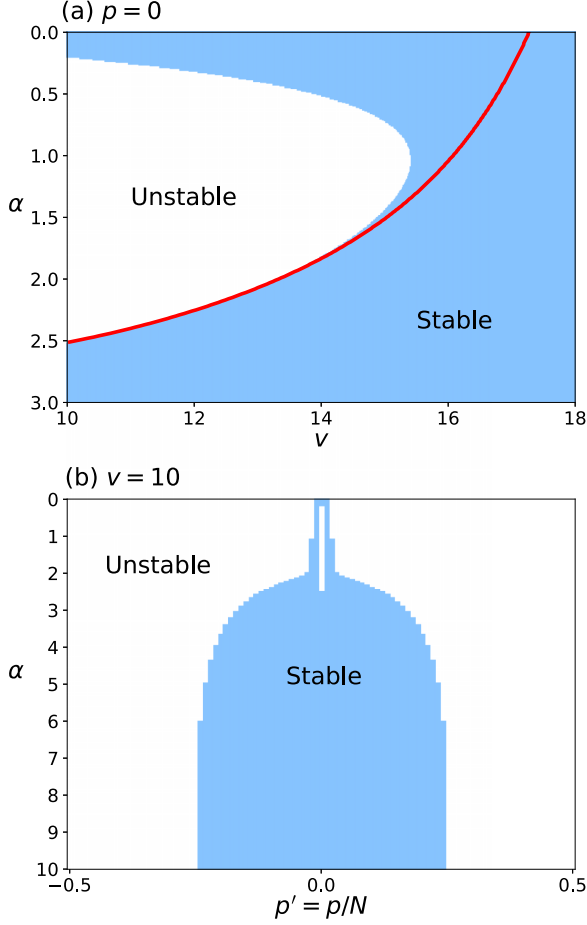 (a) p = 0
0.0
0.5
1.0
1.5
2.0
2.5
3.0
α
Unstable
Stable
10 12 14 16 18
v
(b) v = 10
0
1
2
3
4
5
6
7
8
9
10
α
Unstable
Stable
−0.5 0.0 0.5
p′ = p/N